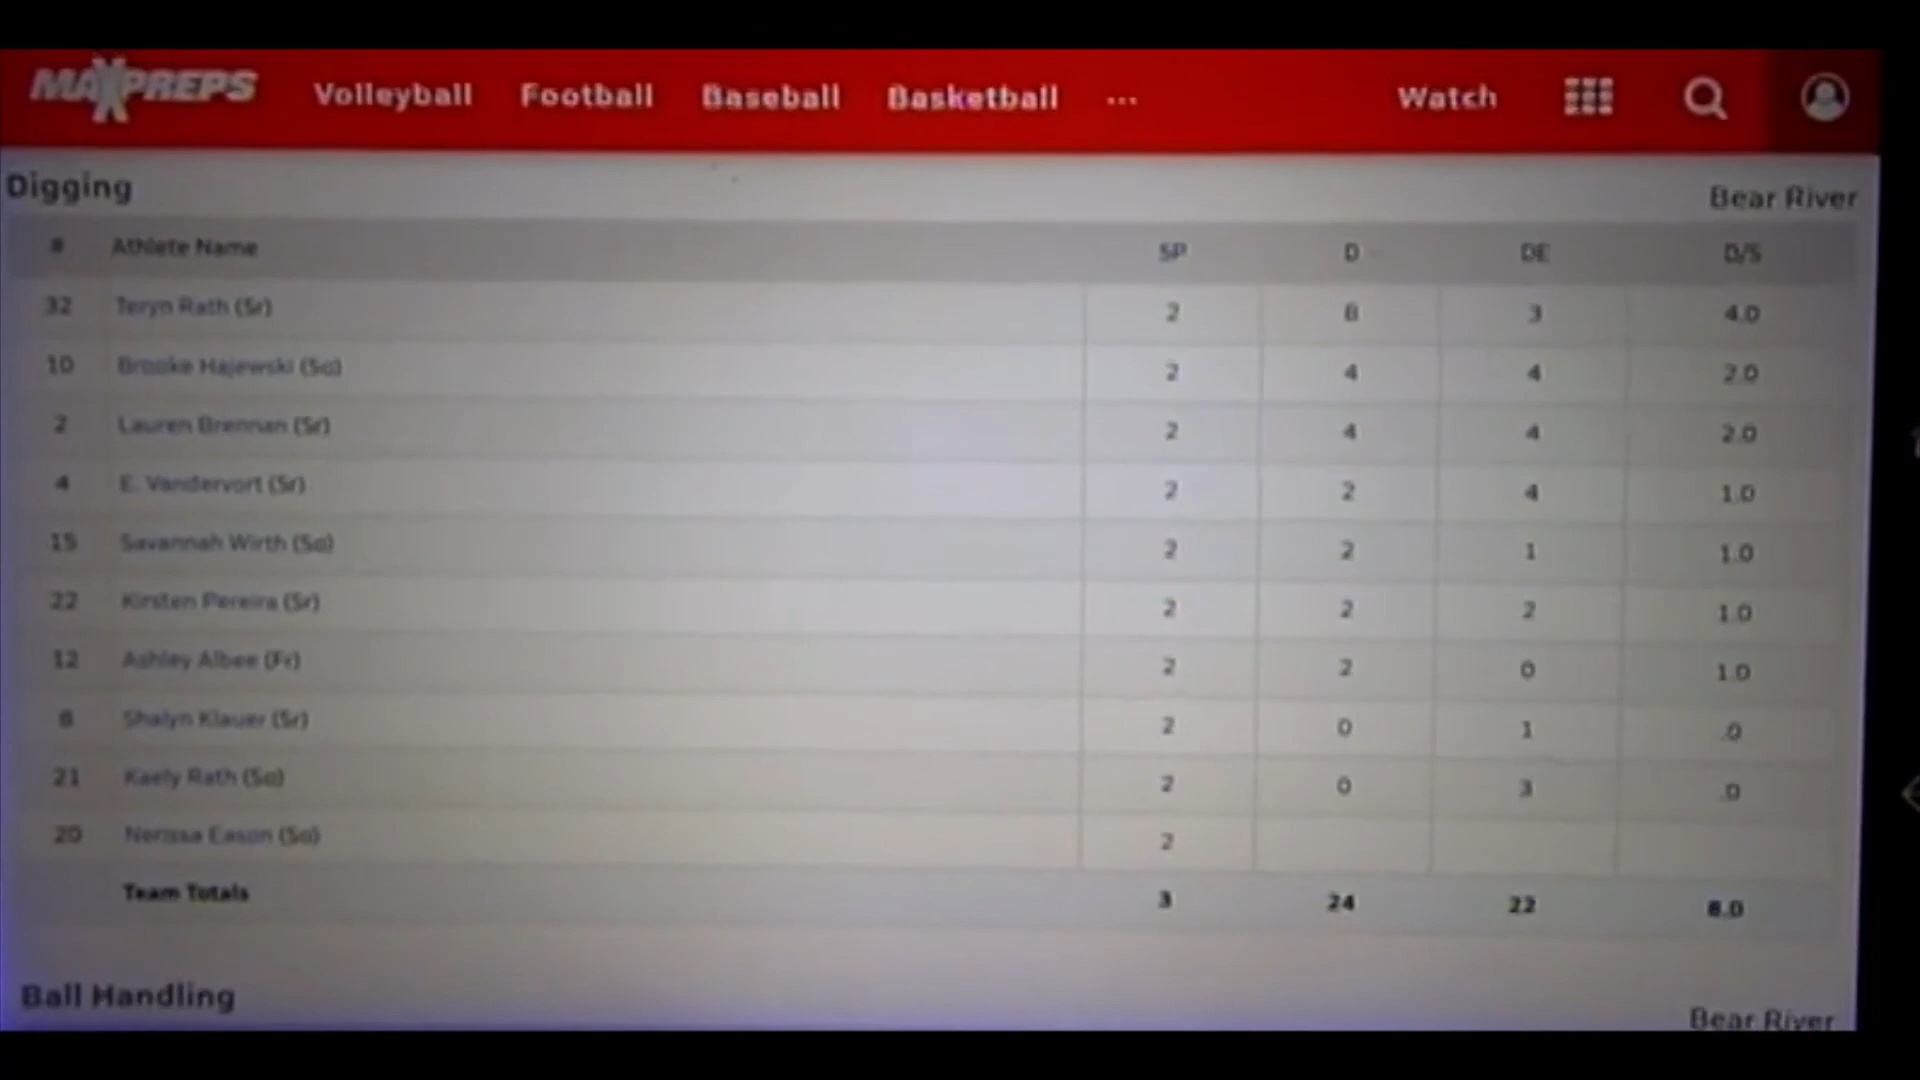 MAXPREPS Volleyball Football Baseball Basketball ... Watch
Digging Bear River
# Athlete Name SP D DE D/S
32 Teryn Rath (Sr) 2 8 3 4.0
10 Brooke Hajewski (So) 2 4 4 2.0
2 Lauren Brennan (Sr) 2 4 4 2.0
4 E. Vandervort (Sr) 2 2 4 1.0
15 Savannah Wirth (So) 2 2 1 1.0
22 Kirsten Pereira (Sr) 2 2 2 1.0
12 Ashley Albee (Fr) 2 2 0 1.0
8 Shalyn Klauer (Sr) 2 0 1 .0
21 Kaely Rath (So) 2 0 3 .0
20 Nerissa Eason (So) 2
Team Totals 3 24 22 8.0
Ball Handling Bear River